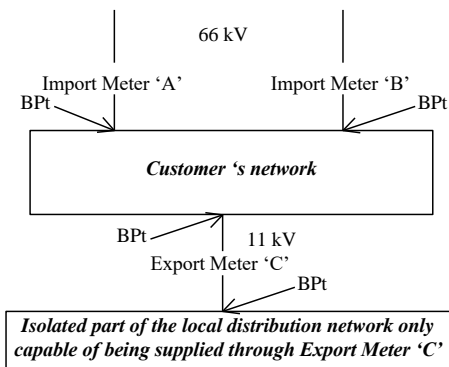 66 kV
Import Meter ‘A’
Import Meter ‘B’
BPt
BPt
Customer ‘s network
BPt
11 kV
Export Meter ‘C’
BPt
Isolated part of the local distribution network only
capable of being supplied through Export Meter ‘C’